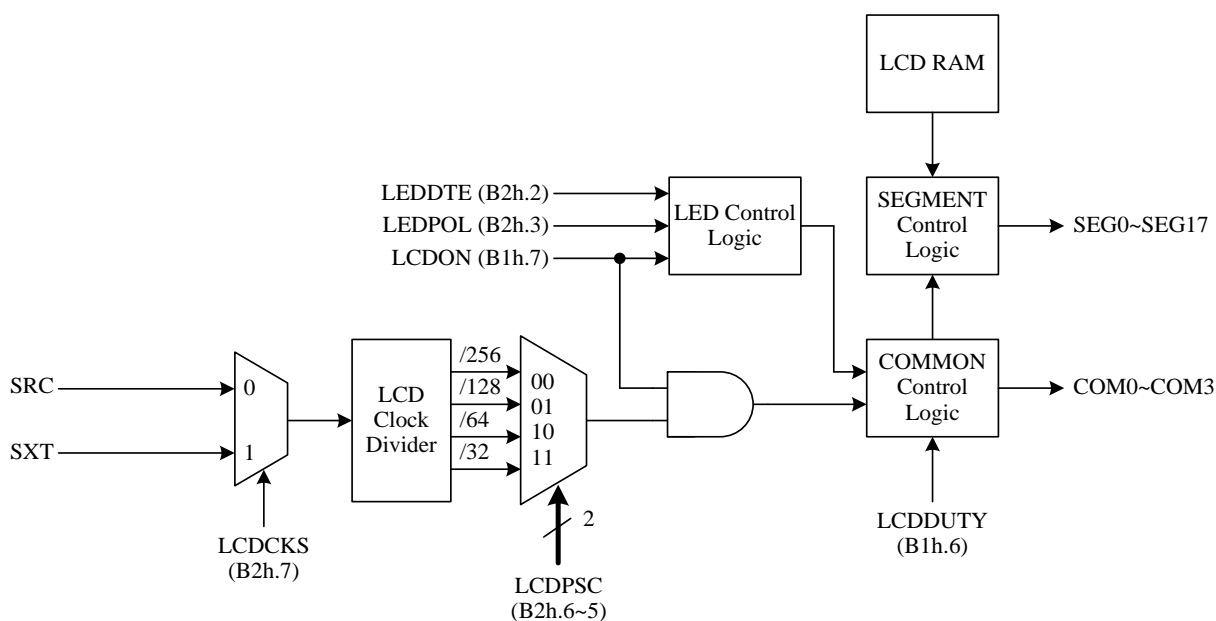 LCD RAM
LEDDTE (B2h.2)
LEDPOL (B2h.3)
LCDON (B1h.7)
LED Control
Logic
SEGMENT
Control
Logic
SEG0~SEG17
SRC
SXT
0
1
LCDCKS
(B2h.7)
LCD
Clock
Divider
/256
/128
/64
/32
00
01
10
11
2
LCDPSC
(B2h.6~5)
COMMON
Control
Logic
COM0~COM3
LCDDUTY
(B1h.6)